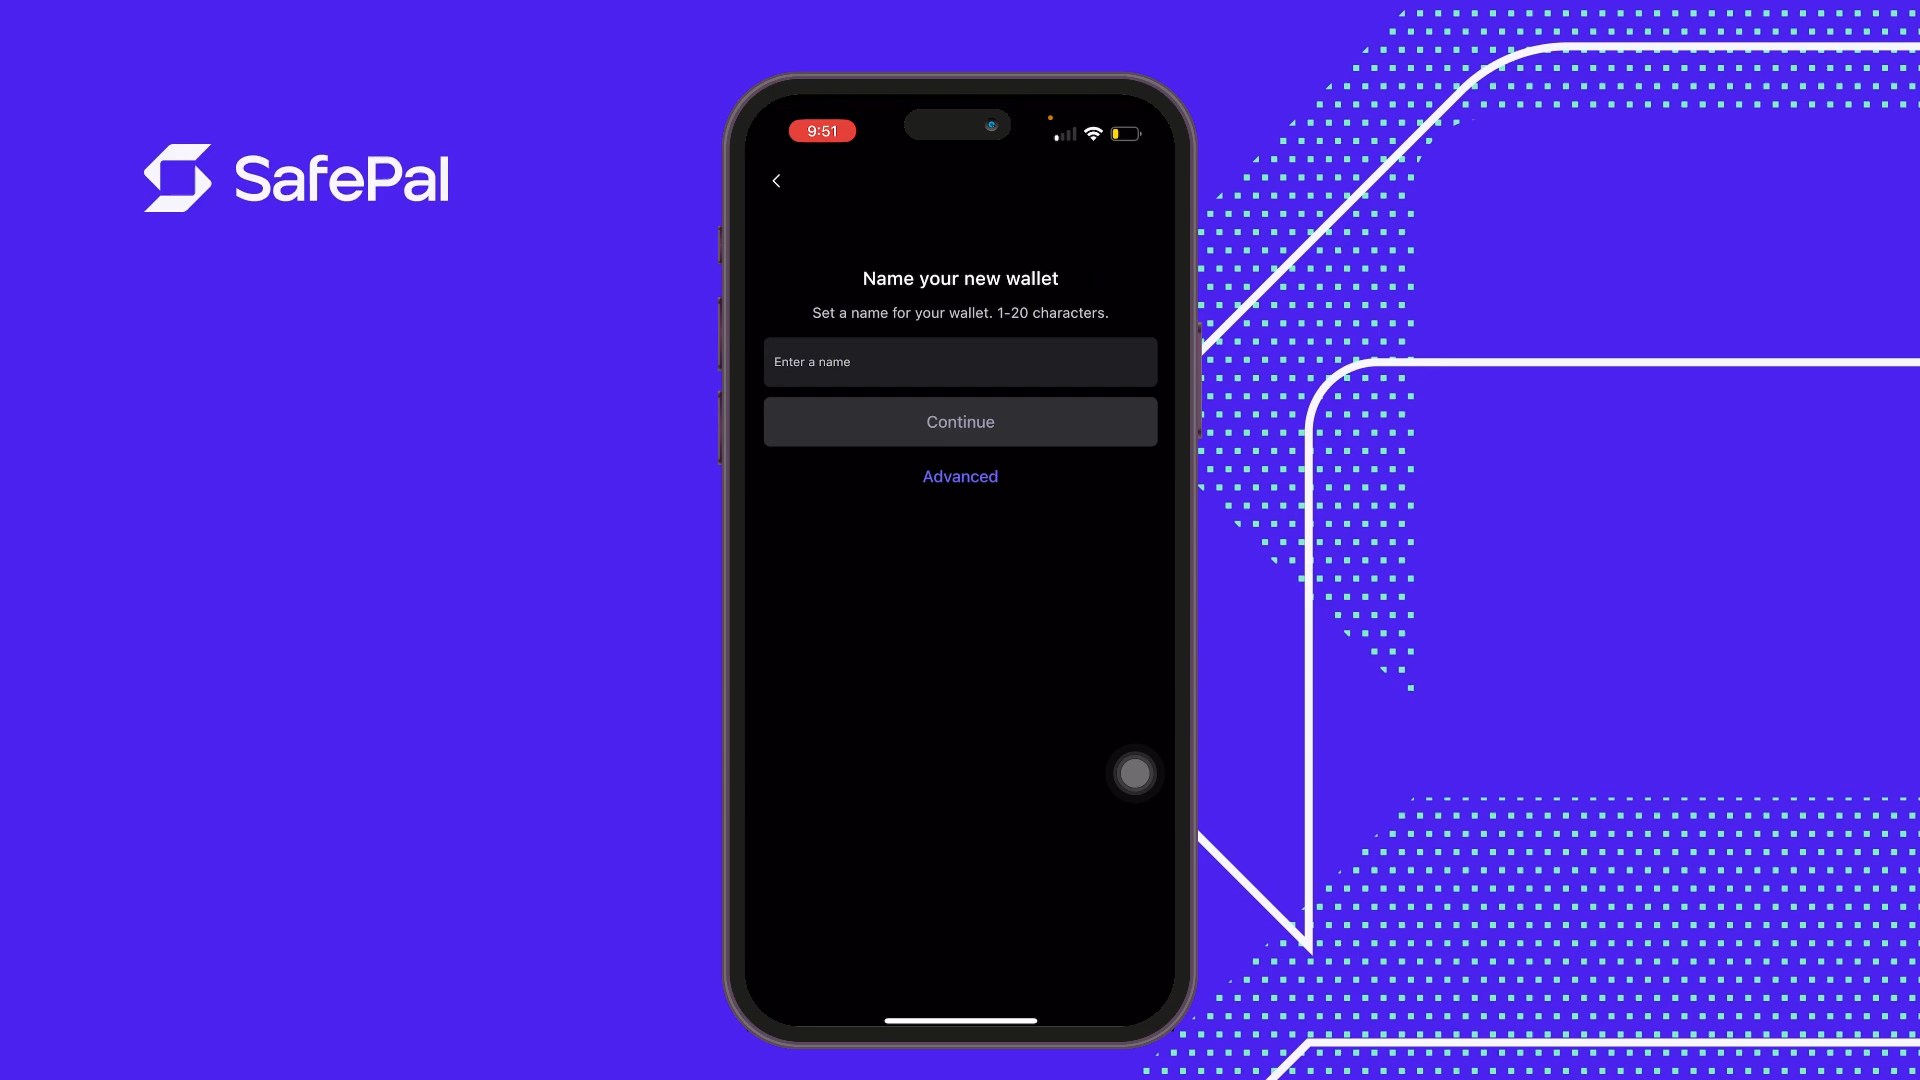 SafePal
9:51
Name your new wallet
Set a name for your wallet. 1-20 characters.
Enter a name
Continue
Advanced